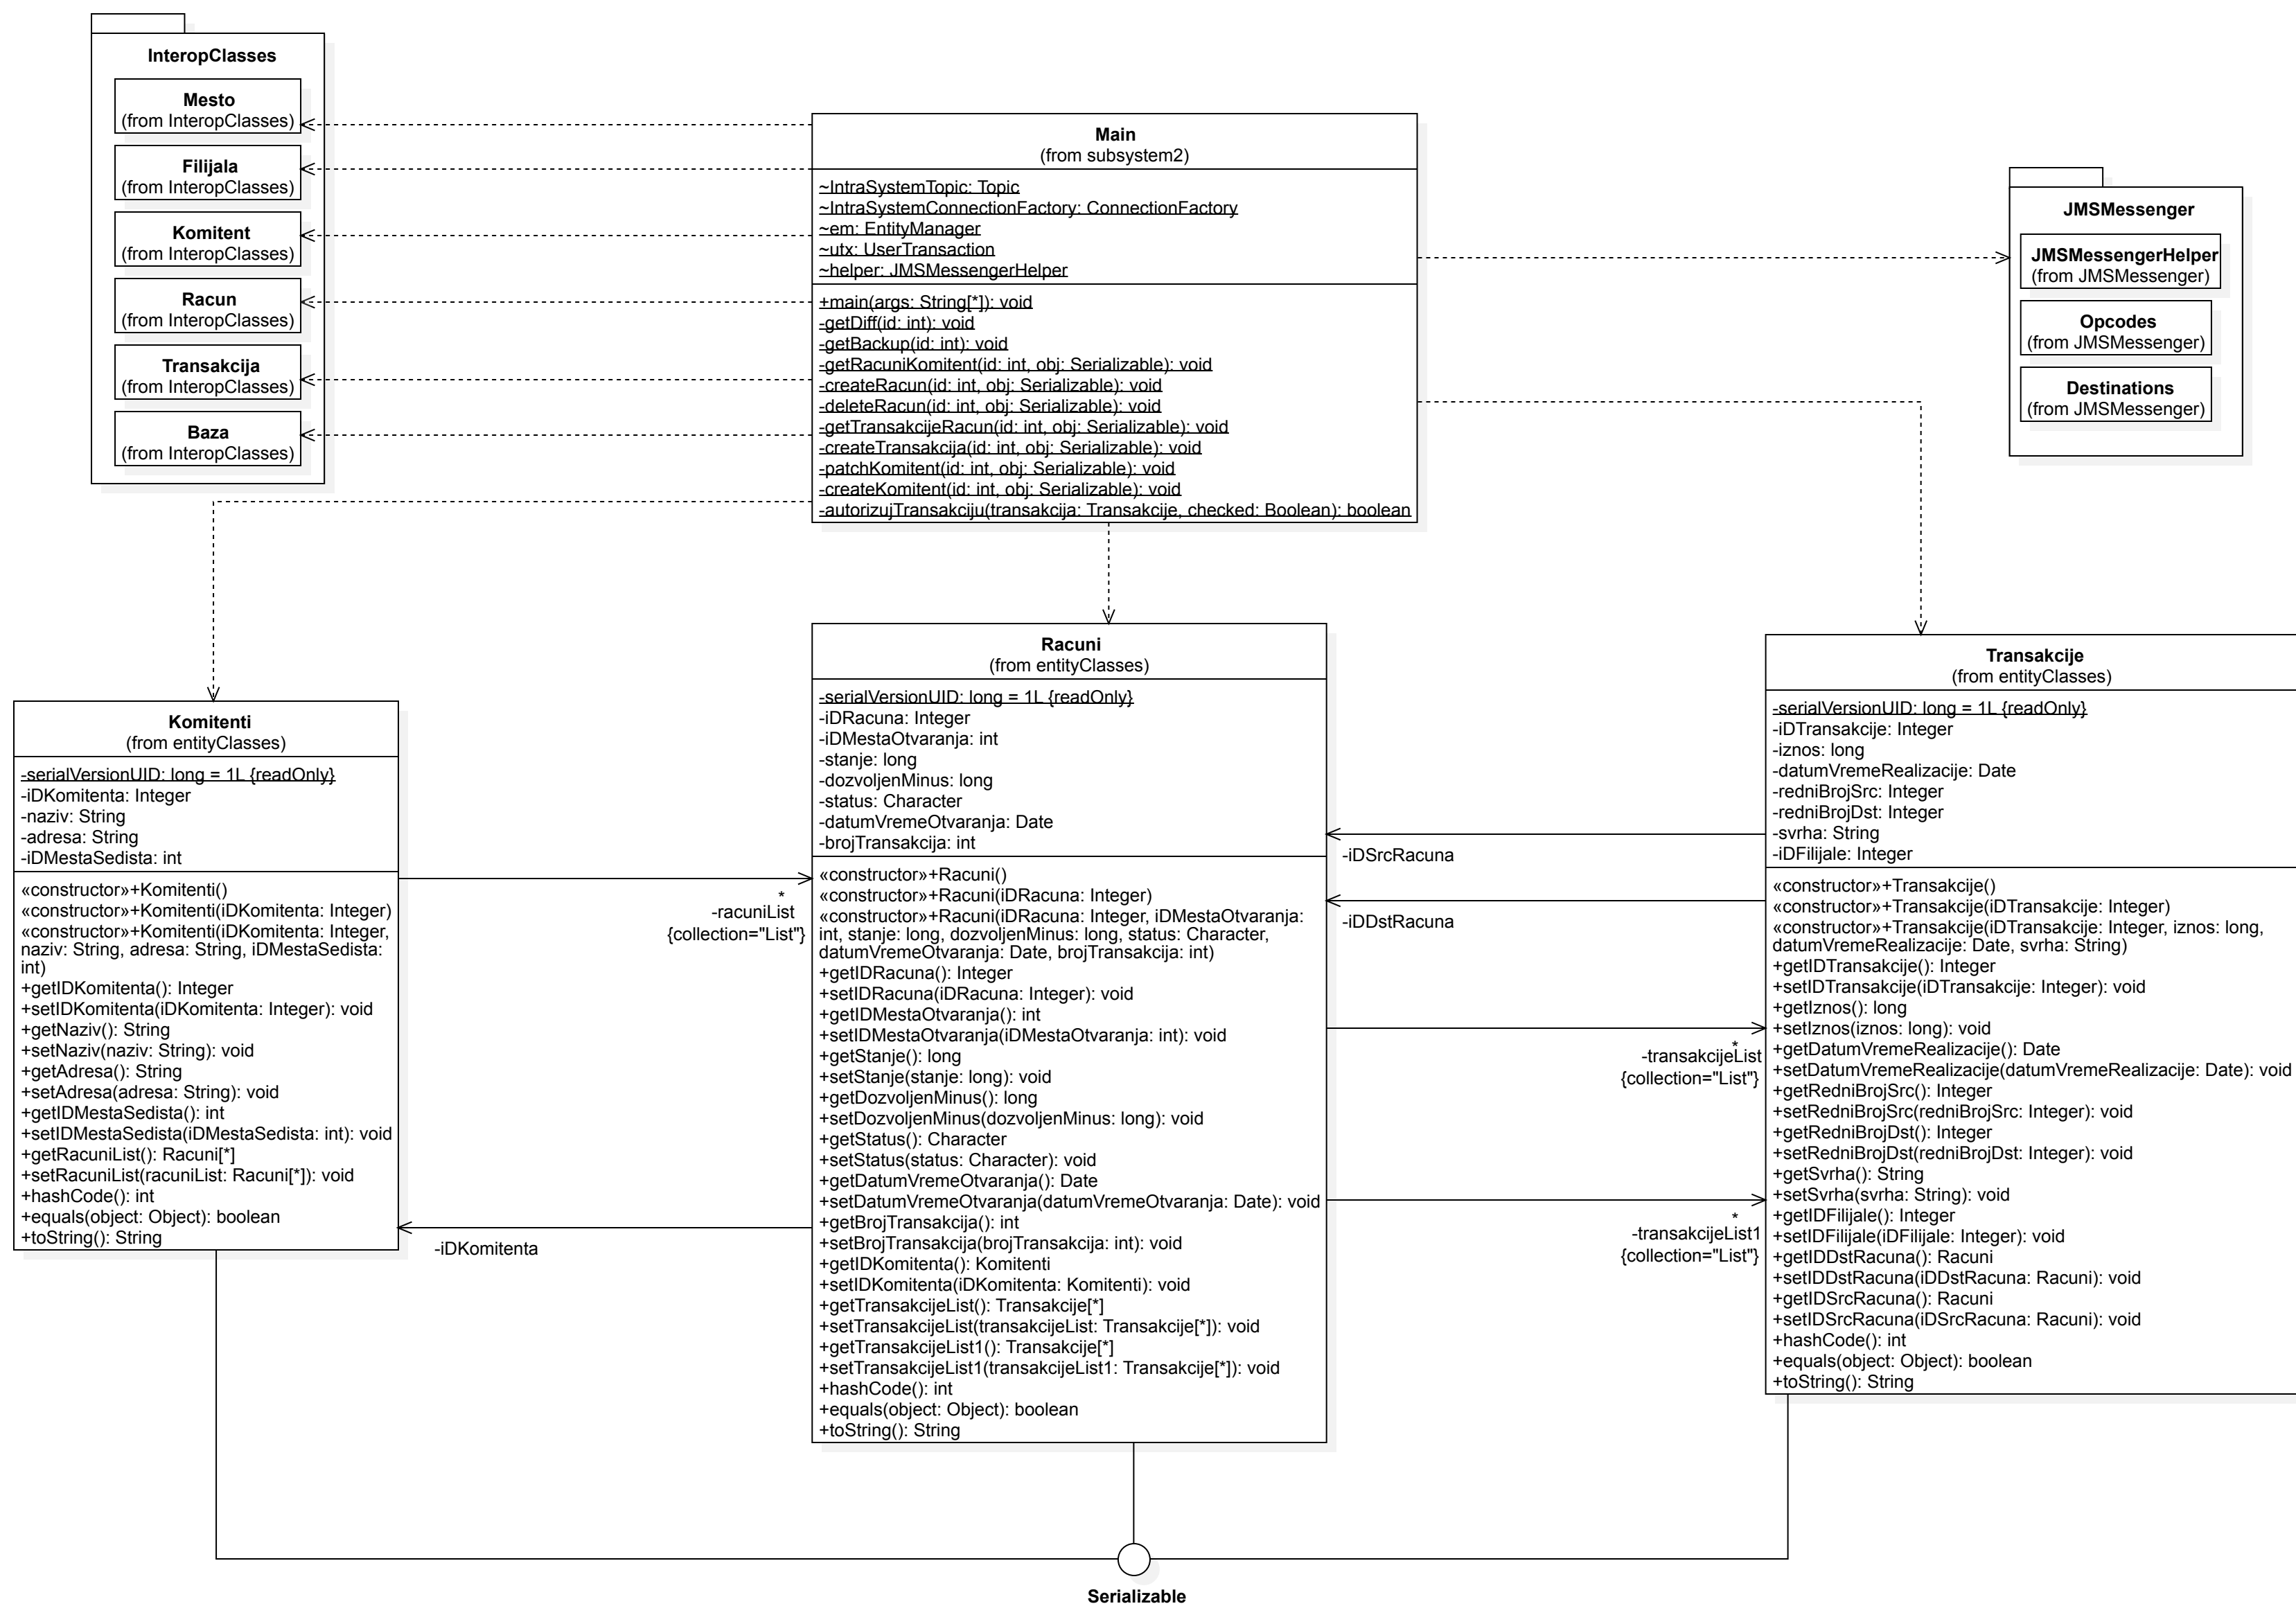 InteropClasses
Mesto
(from InteropClasses)
Filijala
(from InteropClasses)
Komitent
(from InteropClasses)
Racun
(from InteropClasses)
Transakcija
(from InteropClasses)
Baza
(from InteropClasses)
Main
(from subsystem2)
~IntraSystemTopic: Topic
~IntraSystemConnectionFactory: ConnectionFactory
~em: EntityManager
~utx: UserTransaction
~helper: JMSMessengerHelper
+main(args: String[*]): void
-getDiff(id: int): void
-getBackup(id: int): void
-getRacuniKomitent(id: int, obj: Serializable): void
-createRacun(id: int, obj: Serializable): void
-deleteRacun(id: int, obj: Serializable): void
-getTransakcijeRacun(id: int, obj: Serializable): void
-createTransakcija(id: int, obj: Serializable): void
-patchKomitent(id: int, obj: Serializable): void
-createKomitent(id: int, obj: Serializable): void
-autorizujTransakciju(transakcija: Transakcije, checked: Boolean): boolean
JMSMessenger
JMSMessengerHelper
(from JMSMessenger)
Opcodes
(from JMSMessenger)
Destinations
(from JMSMessenger)
Komitenti
(from entityClasses)
-serialVersionUID: long = 1L {readOnly}
-iDKomitenta: Integer
-naziv: String
-adresa: String
-iDMestaSedista: int
«constructor»+Komitenti()
«constructor»+Komitenti(iDKomitenta: Integer)
«constructor»+Komitenti(iDKomitenta: Integer,
naziv: String, adresa: String, iDMestaSedista:
int)
+getIDKomitenta(): Integer
+setIDKomitenta(iDKomitenta: Integer): void
+getNaziv(): String
+setNaziv(naziv: String): void
+getAdresa(): String
+setAdresa(adresa: String): void
+getIDMestaSedista(): int
+setIDMestaSedista(iDMestaSedista: int): void
+getRacuniList(): Racuni[*]
+setRacuniList(racuniList: Racuni[*]): void
+hashCode(): int
+equals(object: Object): boolean
+toString(): String
*
-racuniList
{collection="List"}
-iDKomitenta
Racuni
(from entityClasses)
-serialVersionUID: long = 1L {readOnly}
-iDRacuna: Integer
-iDMestaOtvaranja: int
-stanje: long
-dozvoljenMinus: long
-status: Character
-datumVremeOtvaranja: Date
-brojTransakcija: int
«constructor»+Racuni()
«constructor»+Racuni(iDRacuna: Integer)
«constructor»+Racuni(iDRacuna: Integer, iDMestaOtvaranja:
int, stanje: long, dozvoljenMinus: long, status: Character,
datumVremeOtvaranja: Date, brojTransakcija: int)
+getIDRacuna(): Integer
+setIDRacuna(iDRacuna: Integer): void
+getIDMestaOtvaranja(): int
+setIDMestaOtvaranja(iDMestaOtvaranja: int): void
+getStanje(): long
+setStanje(stanje: long): void
+getDozvoljenMinus(): long
+setDozvoljenMinus(dozvoljenMinus: long): void
+getStatus(): Character
+setStatus(status: Character): void
+getDatumVremeOtvaranja(): Date
+setDatumVremeOtvaranja(datumVremeOtvaranja: Date): void
+getBrojTransakcija(): int
+setBrojTransakcija(brojTransakcija: int): void
+getIDKomitenta(): Komitenti
+setIDKomitenta(iDKomitenta: Komitenti): void
+getTransakcijeList(): Transakcije[*]
+setTransakcijeList(transakcijeList: Transakcije[*]): void
+getTransakcijeList1(): Transakcije[*]
+setTransakcijeList1(transakcijeList1: Transakcije[*]): void
+hashCode(): int
+equals(object: Object): boolean
+toString(): String
-iDSrcRacuna
-iDDstRacuna
*
-transakcijeList
{collection="List"}
*
-transakcijeList1
{collection="List"}
Transakcije
(from entityClasses)
-serialVersionUID: long = 1L {readOnly}
-iDTransakcije: Integer
-iznos: long
-datumVremeRealizacije: Date
-redniBrojSrc: Integer
-redniBrojDst: Integer
-svrha: String
-iDFilijale: Integer
«constructor»+Transakcije()
«constructor»+Transakcije(iDTransakcije: Integer)
«constructor»+Transakcije(iDTransakcije: Integer, iznos: long,
datumVremeRealizacije: Date, svrha: String)
+getIDTransakcije(): Integer
+setIDTransakcije(iDTransakcije: Integer): void
+getIznos(): long
+setIznos(iznos: long): void
+getDatumVremeRealizacije(): Date
+setDatumVremeRealizacije(datumVremeRealizacije: Date): void
+getRedniBrojSrc(): Integer
+setRedniBrojSrc(redniBrojSrc: Integer): void
+getRedniBrojDst(): Integer
+setRedniBrojDst(redniBrojDst: Integer): void
+getSvrha(): String
+setSvrha(svrha: String): void
+getIDFilijale(): Integer
+setIDFilijale(iDFilijale: Integer): void
+getIDDstRacuna(): Racuni
+setIDDstRacuna(iDDstRacuna: Racuni): void
+getIDSrcRacuna(): Racuni
+setIDSrcRacuna(iDSrcRacuna: Racuni): void
+hashCode(): int
+equals(object: Object): boolean
+toString(): String
Serializable